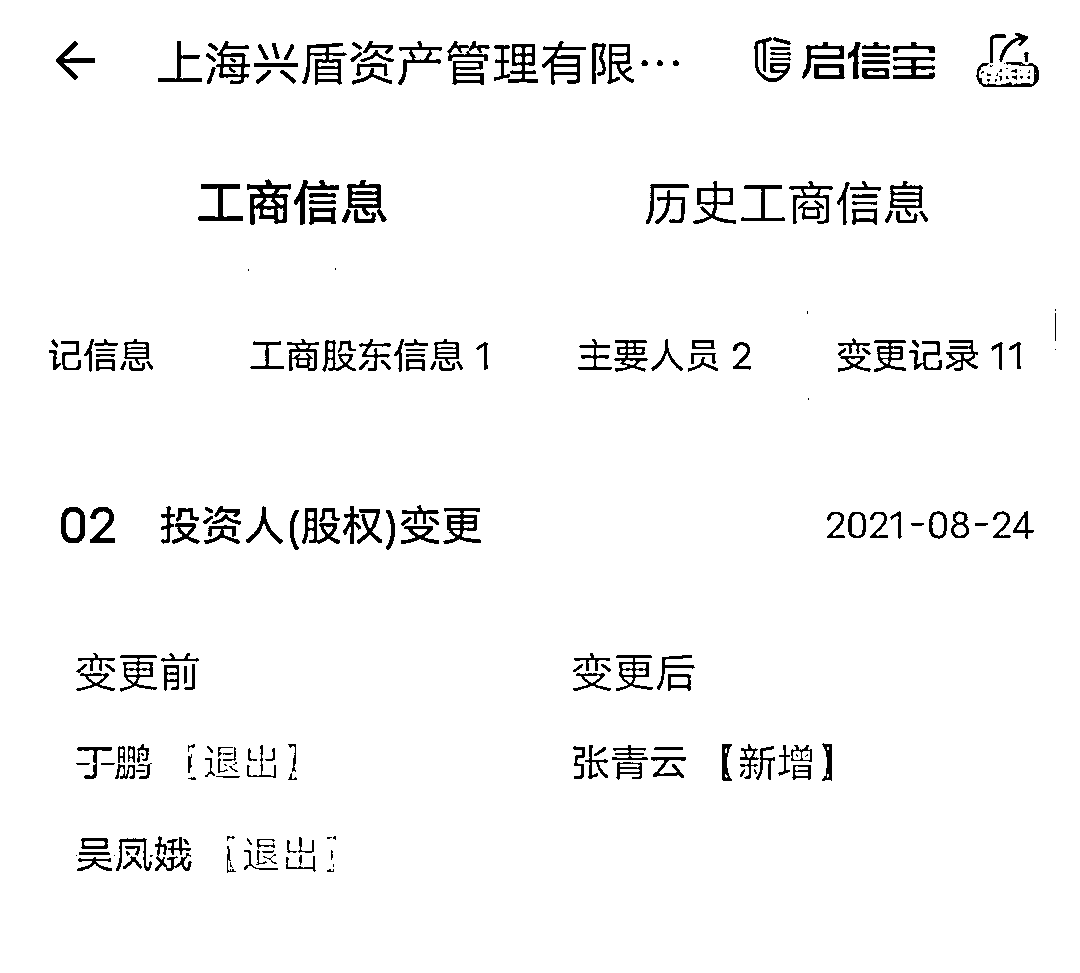 上海兴盾资产管理有限… 启信宝
工商信息 历史工商信息
记信息 工商股东信息 1 主要人员 2 变更记录 11
02 投资人(股权)变更 2021-08-24
变更前 变更后
于鹏 【退出】 张青云 【新增】
吴凤娥 【退出】